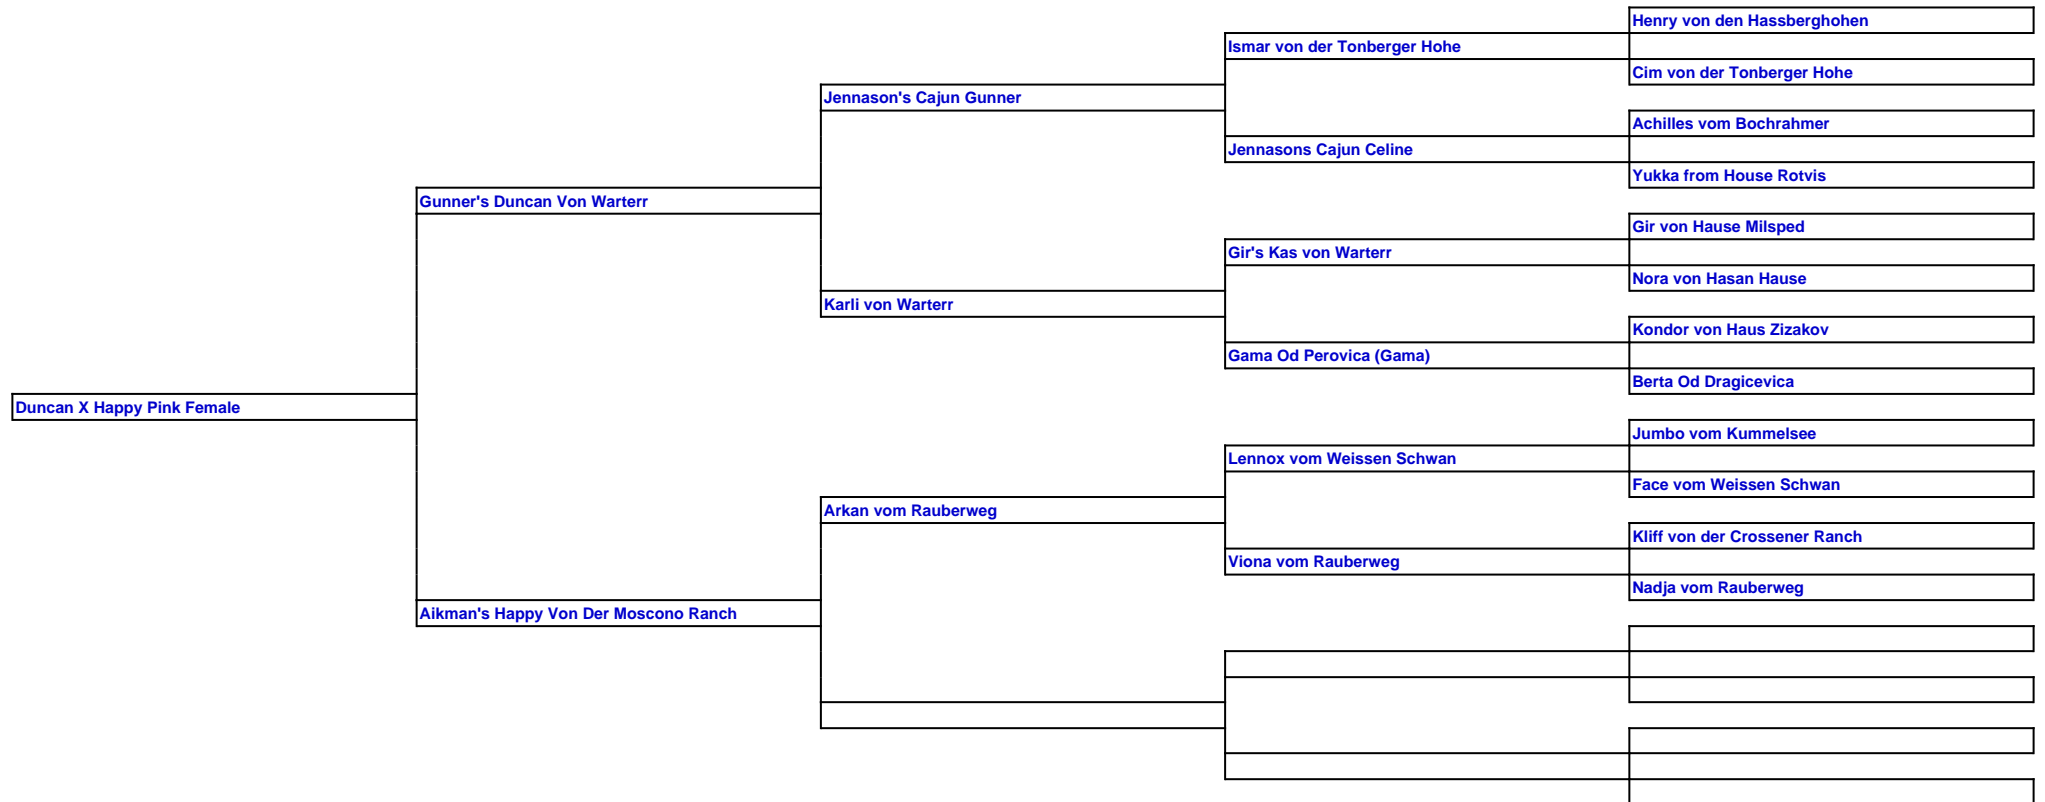 Henry von den Hassberghohen
Ismar von der Tonberger Hohe
Cim von der Tonberger Hohe
Jennason's Cajun Gunner
Achilles vom Bochrahmer
Jennasons Cajun Celine
Yukka from House Rotvis
Gunner's Duncan Von Warterr
Gir von Hause Milsped
Gir's Kas von Warterr
Nora von Hasan Hause
Karli von Warterr
Kondor von Haus Zizakov
Gama Od Perovica (Gama)
Berta Od Dragicevica
Duncan X Happy Pink Female
Jumbo vom Kummelsee
Lennox vom Weissen Schwan
Face vom Weissen Schwan
Arkan vom Rauberweg
Kliff von der Crossener Ranch
Viona vom Rauberweg
Nadja vom Rauberweg
Aikman's Happy Von Der Moscono Ranch